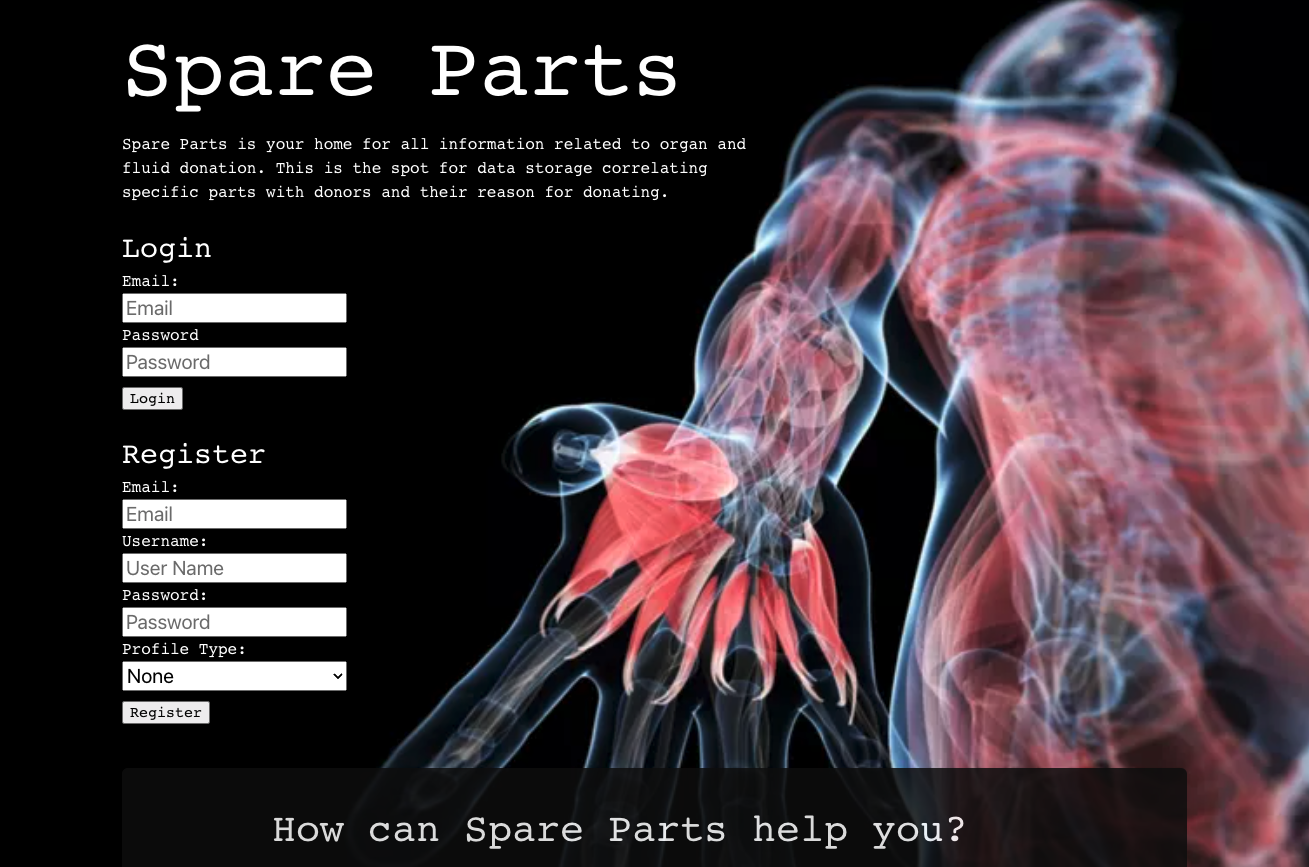 Spare Parts
Spare Parts is your home for all information related to organ and
fluid donation. This is the spot for data storage correlating
specific parts with donors and their reason for donating.
Login
Email:
Email
Password
Password
Login
Register
Email:
Email
Username:
User Name
Password:
Password
Profile Type:
None
Register
How can Spare Parts help you?